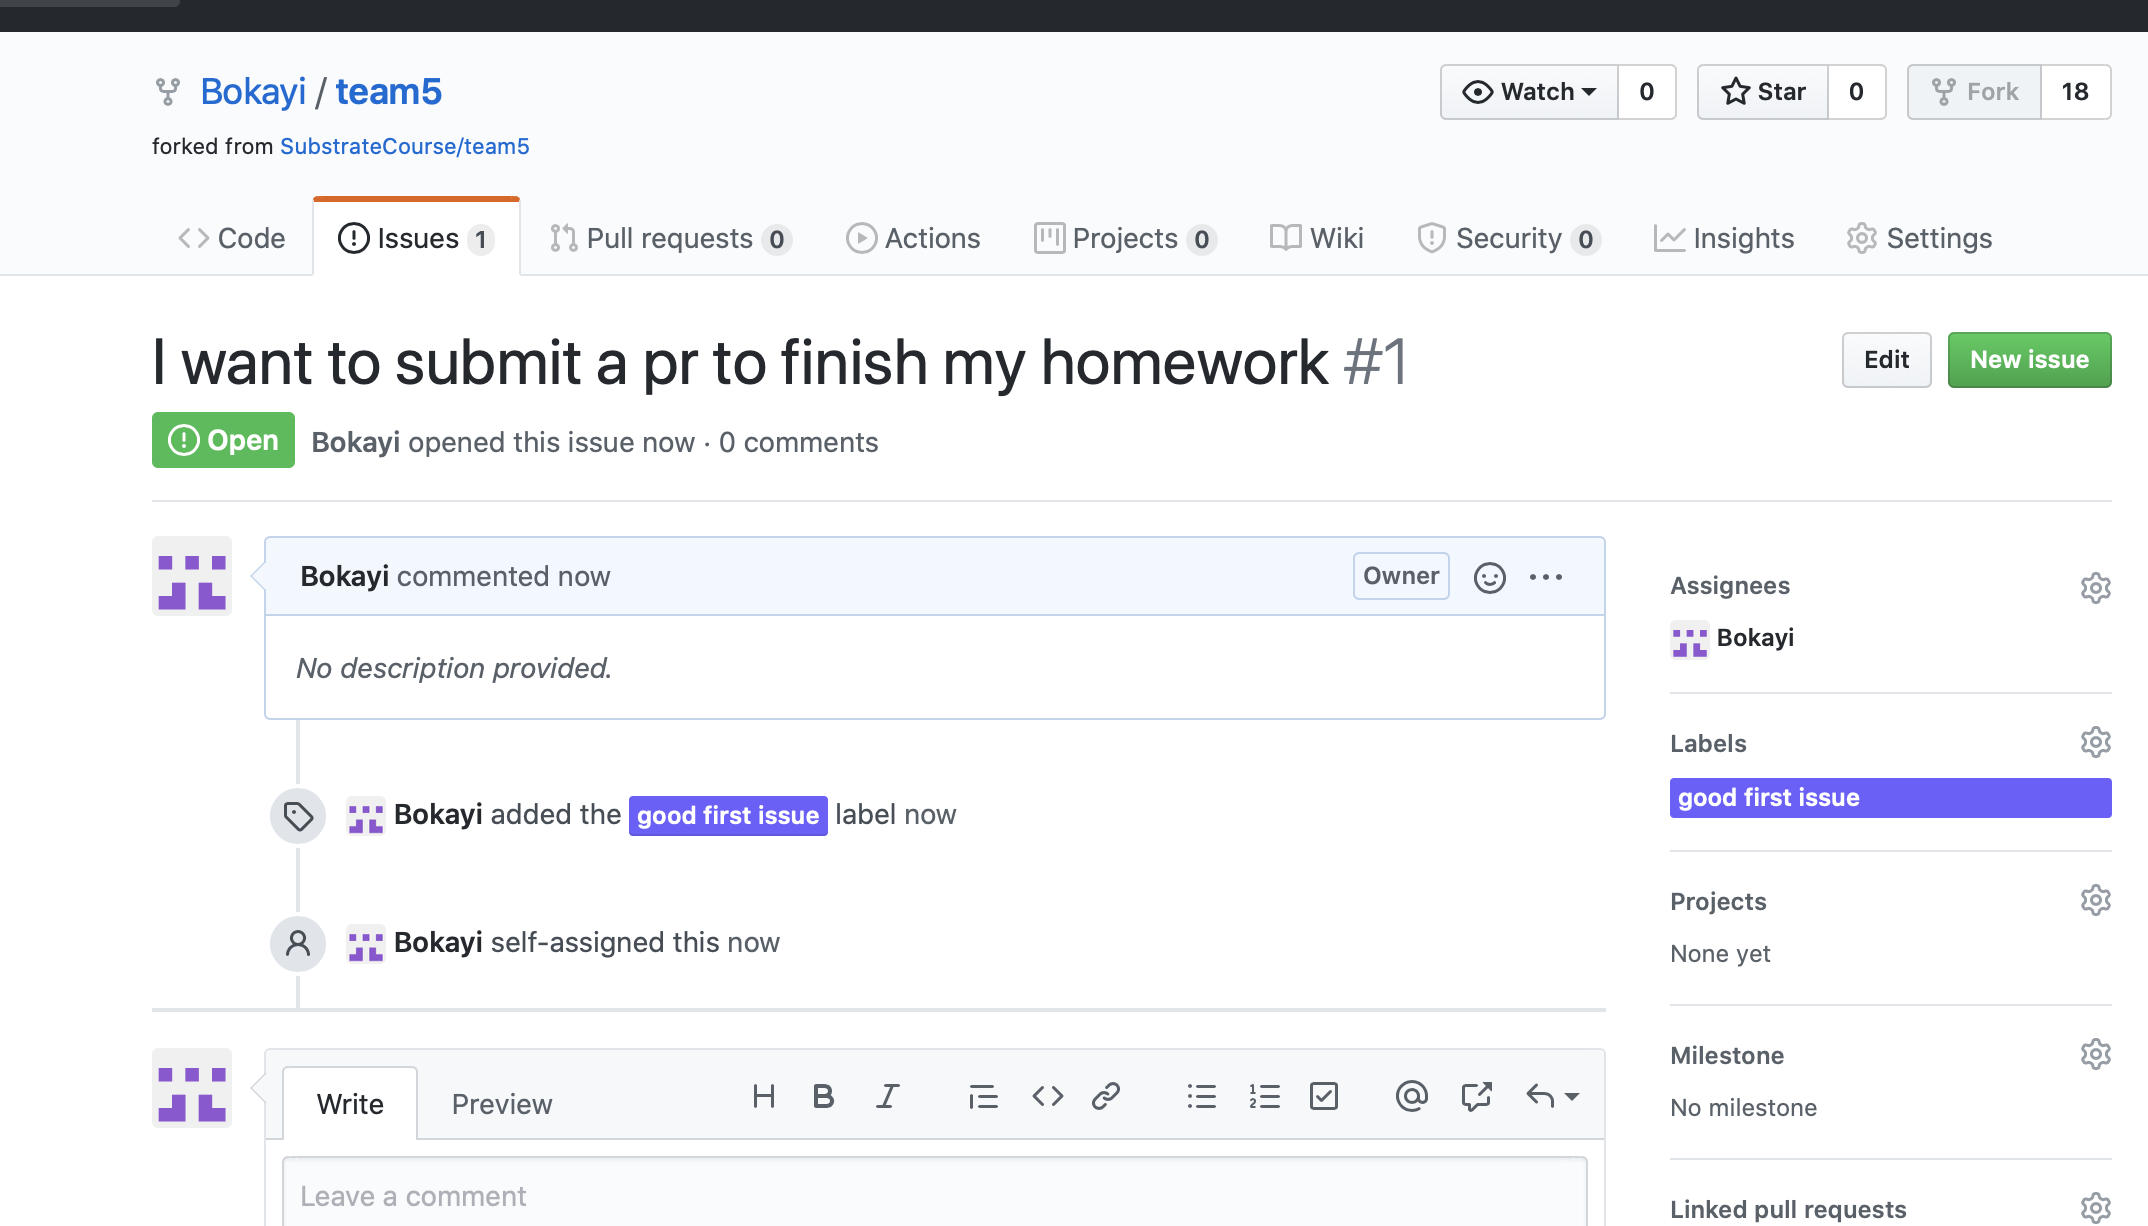 Bokayi / team5
Watch 0
Star 0
Fork 18
forked from SubstrateCourse/team5
Code
Issues 1
Pull requests 0
Actions
Projects 0
Wiki
Security 0
Insights
Settings
I want to submit a pr to finish my homework #1
Edit
New issue
Open
Bokayi opened this issue now · 0 comments
Bokayi commented now
Owner
No description provided.
Bokayi added the good first issue label now
Bokayi self-assigned this now
Write
Preview
Leave a comment
Assignees
Bokayi
Labels
good first issue
Projects
None yet
Milestone
No milestone
Linked pull requests